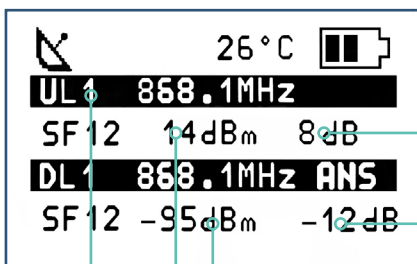 26°C
UL1 868.1MHz
SF12 14dBm 8dB
DL1 868.1MHz ANS
SF12 -95dBm -12dB